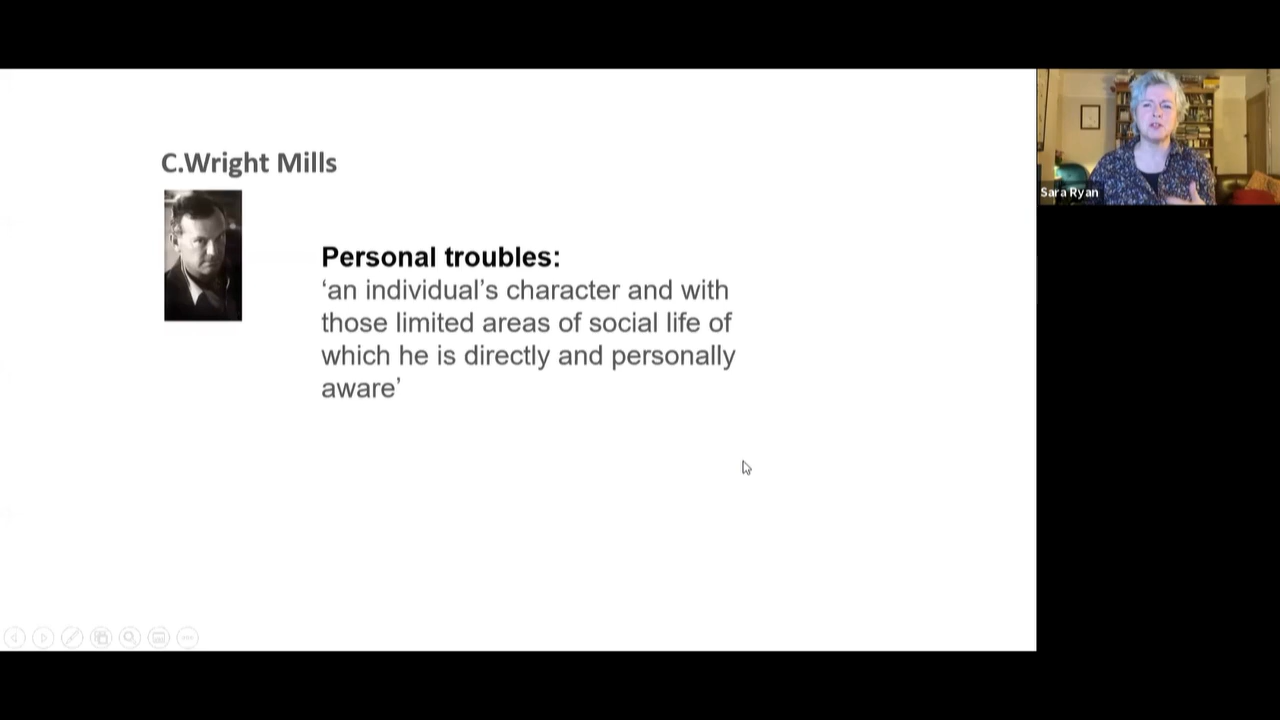 C.Wright Mills
Personal troubles:
‘an individual’s character and with
those limited areas of social life of
which he is directly and personally
aware’
Sara Ryan